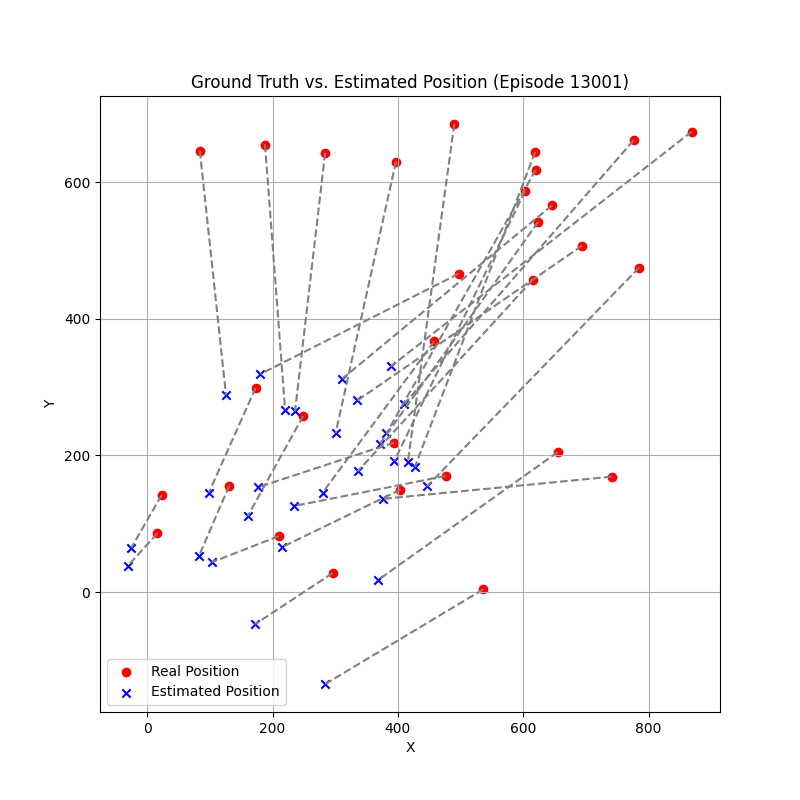 Ground Truth vs. Estimated Position (Episode 13001)
Y
600
400
200
0
Real Position
Estimated Position
0 200 400 600 800
X